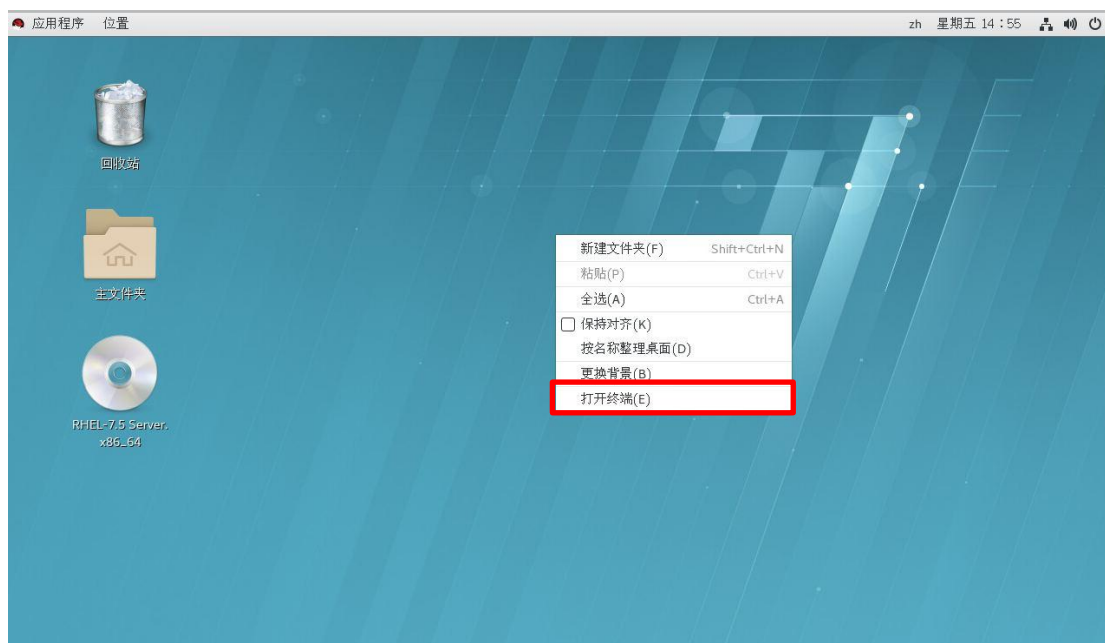 应用程序 位置 zh 星期五 14：55
回收站
主文件夹
RHEL-7.5 Server.
x86_64
新建文件夹(F) Shift+Ctrl+N
粘贴(P) Ctrl+V
全选(A) Ctrl+A
保持对齐(K)
按名称整理桌面(D)
更换背景(B)
打开终端(E)